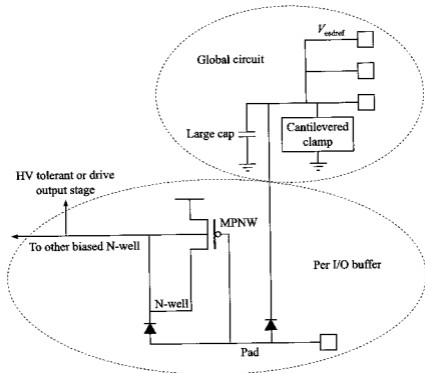 V_esdref
Global circuit
Large cap
Cantilevered
clamp
HV tolerant or drive
output stage
MPNW
To other biased N-well
Per I/O buffer
N-well
Pad